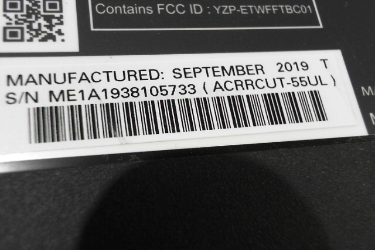 Contains FCC ID : YZP-ETWFFTBC01
MANUFACTURED: SEPTEMBER 2019 T
S/N ME1A1938105733 ( ACRRCUT-55UL )